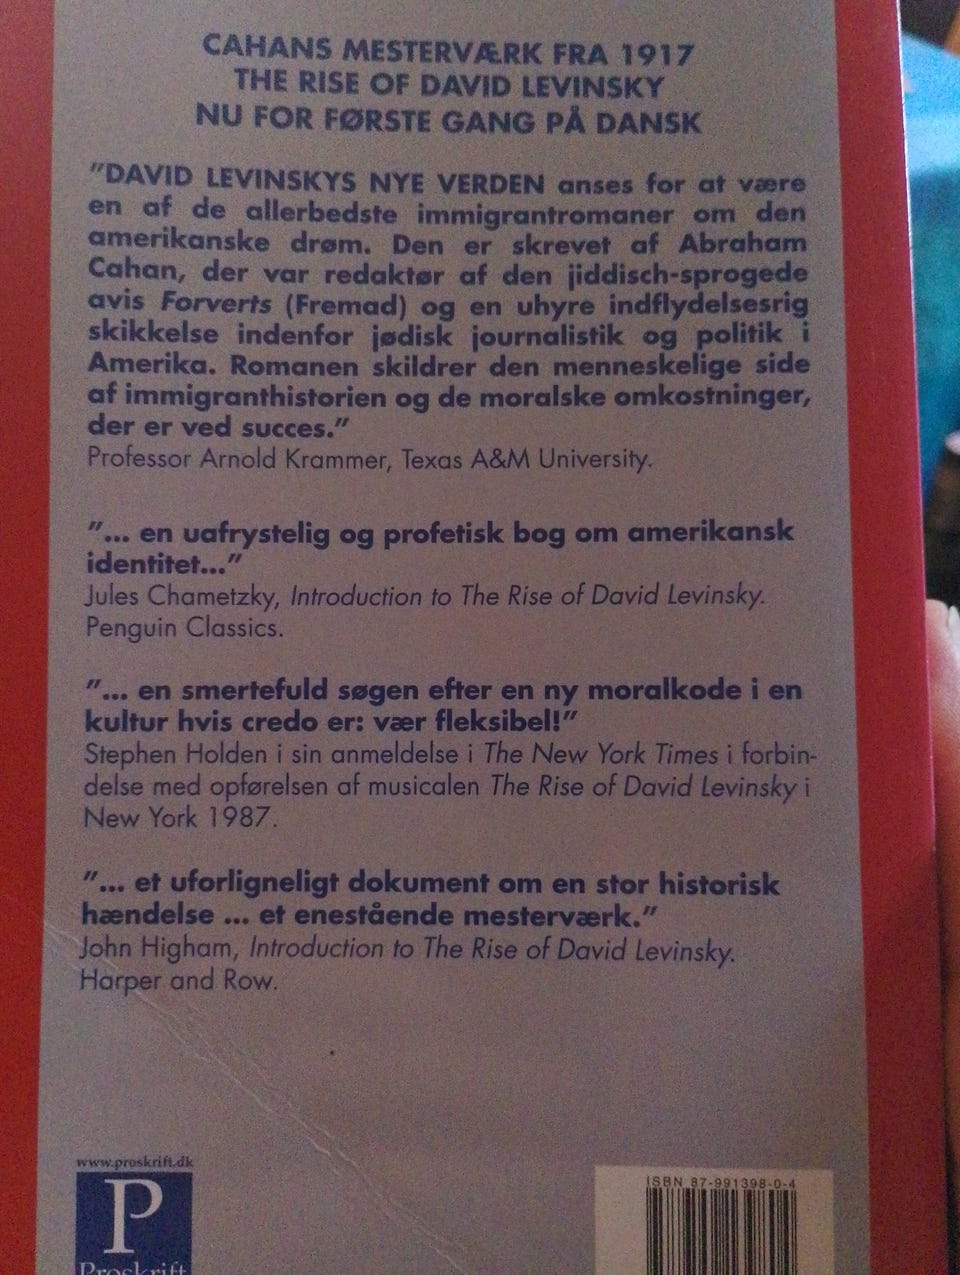 CAHANS MESTERVÆRK FRA 1917
THE RISE OF DAVID LEVINSKY
NU FOR FØRSTE GANG PÅ DANSK
"DAVID LEVINSKYS NYE VERDEN anses for at være
en af de allerbedste immigrantromaner om den
amerikanske drøm. Den er skrevet af Abraham
Cahan, der var redaktør af den jiddisch-sprogede
avis Forverts (Fremad) og en uhyre indflydelsesrig
skikkelse indenfor jødisk journalistik og politik i
Amerika. Romanen skildrer den menneskelige side
af immigranthistorien og de moralske omkostninger,
der er ved succes."
Professor Arnold Krammer, Texas A&M University.
"... en uafrystelig og profetisk bog om amerikansk
identitet..."
Jules Chametzky, Introduction to The Rise of David Levinsky.
Penguin Classics.
"... en smertefuld søgen efter en ny moralkode i en
kultur hvis credo er: vær fleksibel!"
Stephen Holden i sin anmeldelse i The New York Times i forbin-
delse med opførelsen af musicalen The Rise of David Levinsky i
New York 1987.
"... et uforligneligt dokument om en stor historisk
hændelse ... et enestående mesterværk."
John Higham, Introduction to The Rise of David Levinsky.
Harper and Row.
www.proskrift.dk
P
Proskrift
ISBN 87-991398-0-4